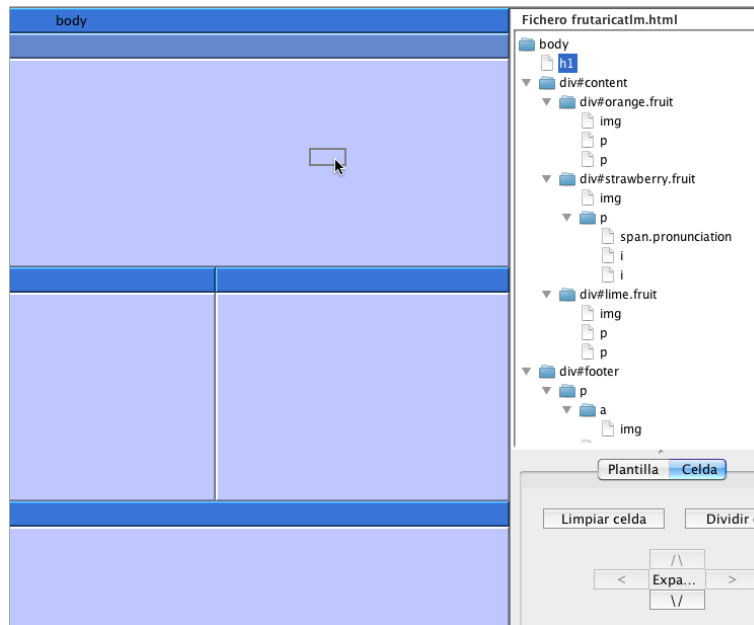 body
Fichero frutaricatlm.html
body
h1
div#content
div#orange.fruit
img
p
p
div#strawberry.fruit
img
p
span.pronunciation
i
i
div#lime.fruit
img
p
p
div#footer
p
a
img
Plantilla Celda
Limpiar celda Dividir
/\
< Expa... >
\/